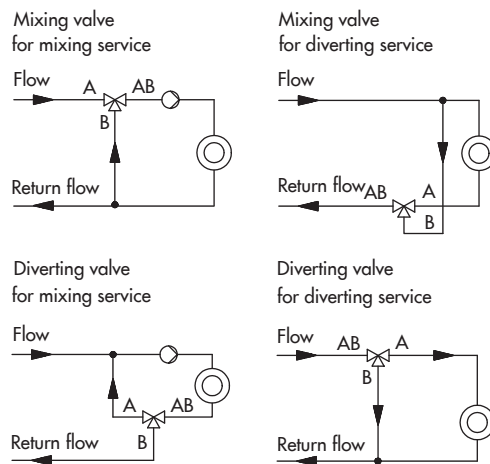 Mixing valve
for mixing service
Flow
A
AB
B
Return flow
Mixing valve
for diverting service
Flow
Return flow
AB
A
B
Diverting valve
for mixing service
Flow
A
AB
B
Return flow
Diverting valve
for diverting service
Flow
AB
A
B
Return flow